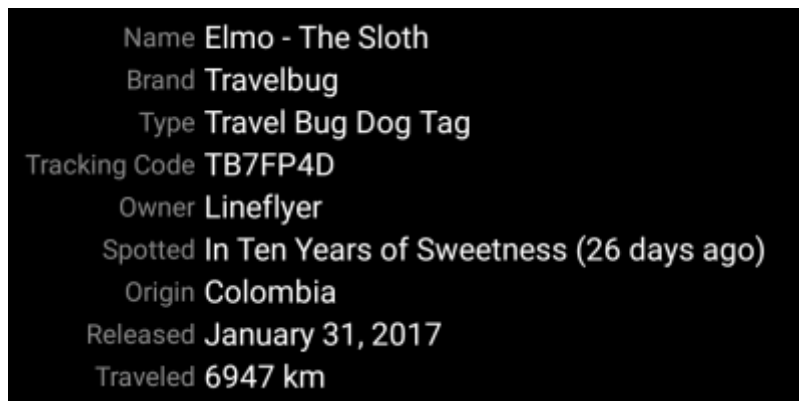 Name Elmo - The Sloth
Brand Travelbug
Type Travel Bug Dog Tag
Tracking Code TB7FP4D
Owner Lineflyer
Spotted In Ten Years of Sweetness (26 days ago)
Origin Colombia
Released January 31, 2017
Traveled 6947 km